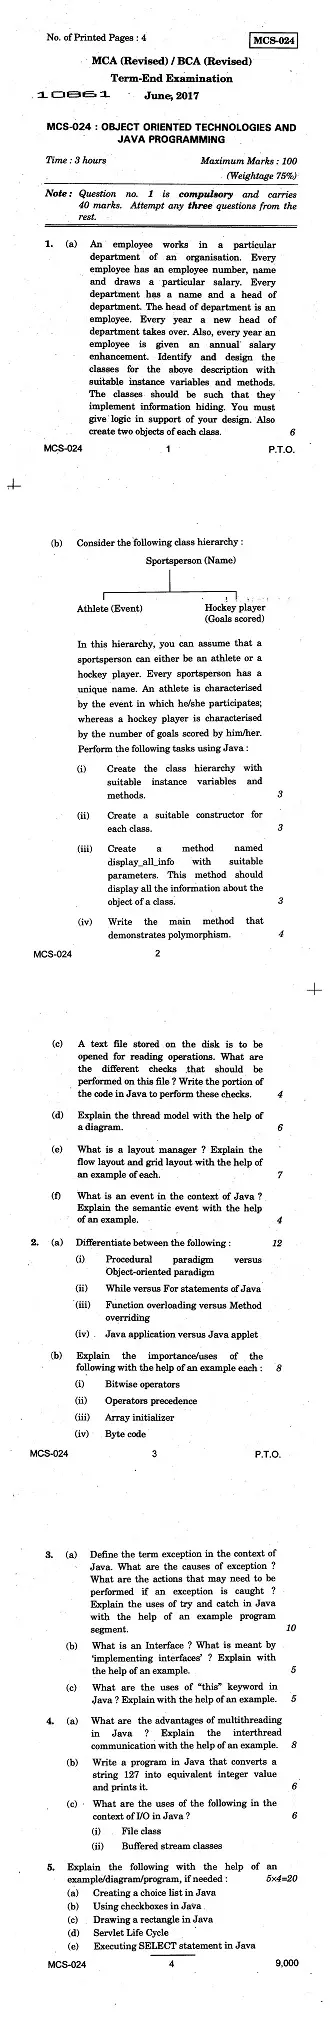 No. of Printed Pages : 4
MCS-024
MCA (Revised) / BCA (Revised)
Term-End Examination
10861
June, 2017
MCS-024 : OBJECT ORIENTED TECHNOLOGIES AND
JAVA PROGRAMMING
Time : 3 hours Maximum Marks : 100
(Weightage 75%)
Note : Question no. 1 is compulsory and carries
40 marks. Attempt any three questions from the
rest.
1. (a) An employee works in a particular
department of an organisation. Every
employee has an employee number, name
and draws a particular salary. Every
department has a name and a head of
department. The head of department is an
employee. Every year a new head of
department takes over. Also, every year an
employee is given an annual salary
enhancement. Identify and design the
classes for the above description with
suitable instance variables and methods.
The classes should be such that they
implement information hiding. You must
give logic in support of your design. Also
create two objects of each class. 6
MCS-024 1 P.T.O.
(b) Consider the following class hierarchy :
Sportsperson (Name)
Athlete (Event) Hockey player
(Goals scored)
In this hierarchy, you can assume that a
sportsperson can either be an athlete or a
hockey player. Every sportsperson has a
unique name. An athlete is characterised
by the event in which he/she participates;
whereas a hockey player is characterised
by the number of goals scored by him/her.
Perform the following tasks using Java :
(i) Create the class hierarchy with
suitable instance variables and
methods. 3
(ii) Create a suitable constructor for
each class. 3
(iii) Create a method named
display_all_info with suitable
parameters. This method should
display all the information about the
object of a class. 3
(iv) Write the main method that
demonstrates polymorphism. 4
MCS-024 2
(c) A text file stored on the disk is to be
opened for reading operations. What are
the different checks that should be
performed on this file ? Write the portion of
the code in Java to perform these checks. 4
(d) Explain the thread model with the help of
a diagram. 6
(e) What is a layout manager ? Explain the
flow layout and grid layout with the help of
an example of each. 7
(f) What is an event in the context of Java ?
Explain the semantic event with the help
of an example. 4
2. (a) Differentiate between the following : 12
(i) Procedural paradigm versus
Object-oriented paradigm
(ii) While versus For statements of Java
(iii) Function overloading versus Method
overriding
(iv) Java application versus Java applet
(b) Explain the importance/uses of the
following with the help of an example each : 8
(i) Bitwise operators
(ii) Operators precedence
(iii) Array initializer
(iv) Byte code
MCS-024 3 P.T.O.
3. (a) Define the term exception in the context of
Java. What are the causes of exception ?
What are the actions that may need to be
performed if an exception is caught ?
Explain the uses of try and catch in Java
with the help of an example program
segment. 10
(b) What is an Interface ? What is meant by
'implementing interfaces' ? Explain with
the help of an example. 5
(c) What are the uses of "this" keyword in
Java ? Explain with the help of an example. 5
4. (a) What are the advantages of multithreading
in Java ? Explain the interthread
communication with the help of an example. 8
(b) Write a program in Java that converts a
string 127 into equivalent integer value
and prints it. 6
(c) What are the uses of the following in the
context of I/O in Java ? 6
(i) File class
(ii) Buffered stream classes
5. Explain the following with the help of an
example/diagram/program, if needed : 5×4=20
(a) Creating a choice list in Java
(b) Using checkboxes in Java
(c) Drawing a rectangle in Java
(d) Servlet Life Cycle
(e) Executing SELECT statement in Java
MCS-024 4 9,000